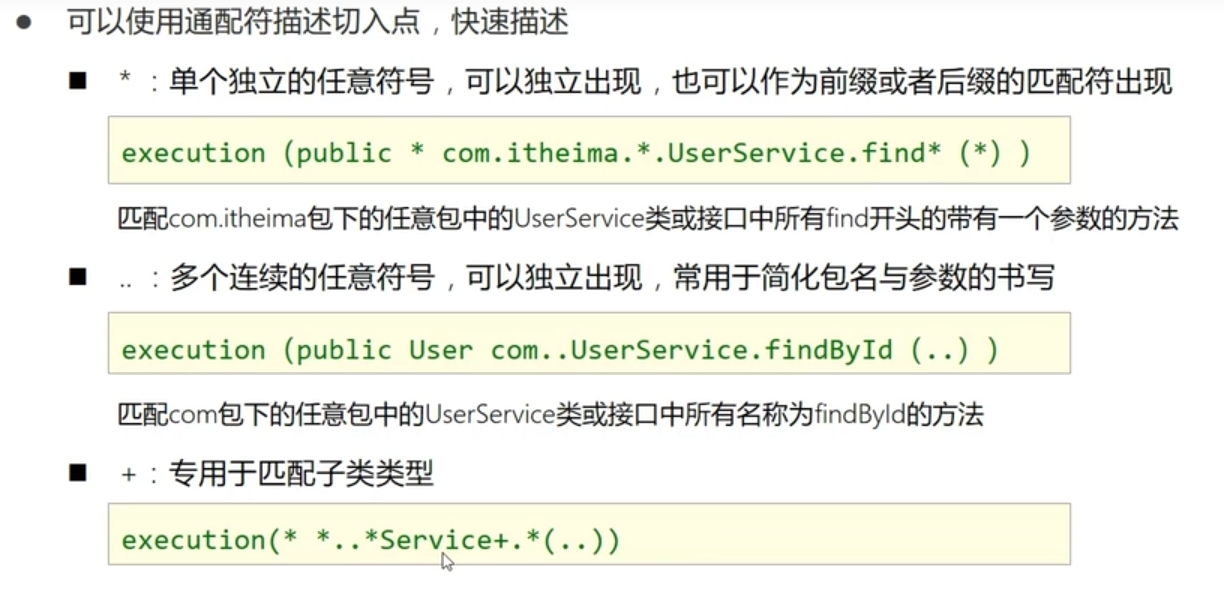 ● 可以使用通配符描述切入点，快速描述
■ * ：单个独立的任意符号，可以独立出现，也可以作为前缀或者后缀的匹配符出现
execution (public * com.itheima.*.UserService.find* (*) )
匹配com.itheima包下的任意包中的UserService类或接口中所有find开头的带有一个参数的方法
■ .. ：多个连续的任意符号，可以独立出现，常用于简化包名与参数的书写
execution (public User com..UserService.findById (..) )
匹配com包下的任意包中的UserService类或接口中所有名称为findById的方法
■ + ：专用于匹配子类类型
execution(* *..*Service+.*(..))